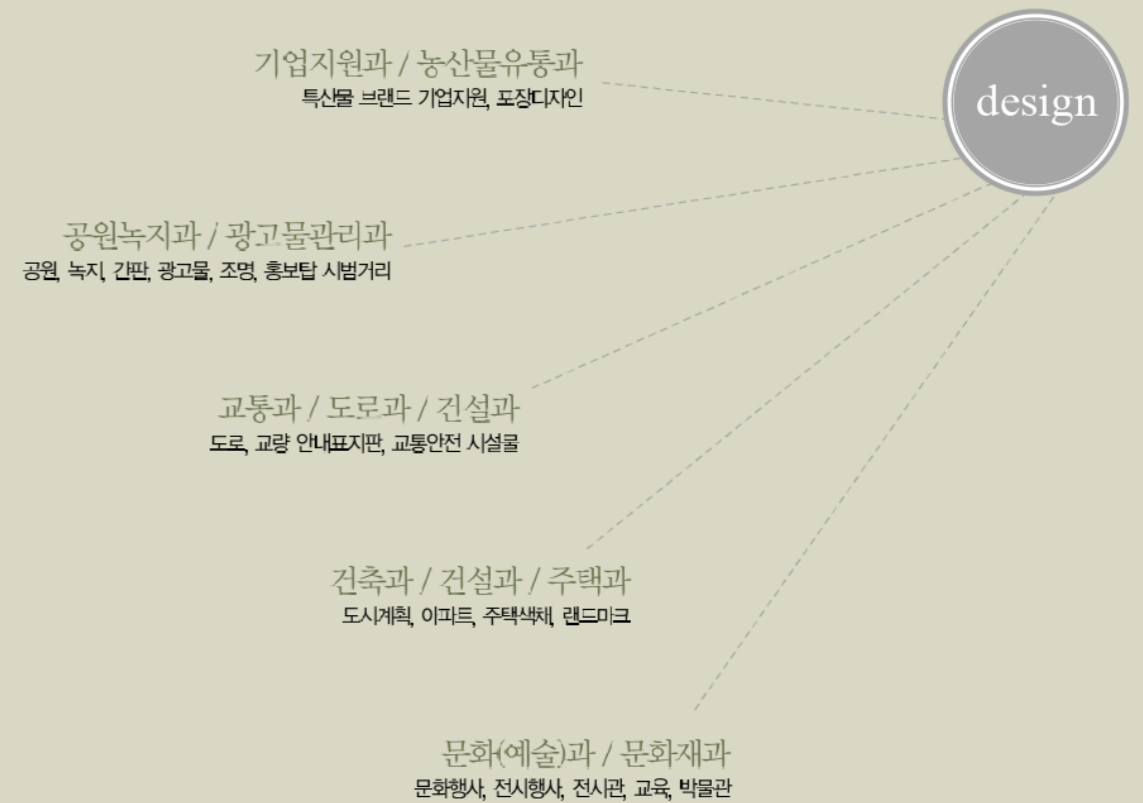 기업지원과 / 농산물유통과
특산물 브랜드 기업지원, 포장디자인
design
공원녹지과 / 광고물관리과
공원, 녹지, 간판, 광고물, 조명, 홍보탑 시범거리
교통과 / 도로과 / 건설과
도로, 교량 안내표지판, 교통안전 시설물
건축과 / 건설과 / 주택과
도시계획, 아파트, 주택색채, 랜드마크
문화(예술)과 / 문화재과
문화행사, 전시행사, 전시관, 교육, 박물관